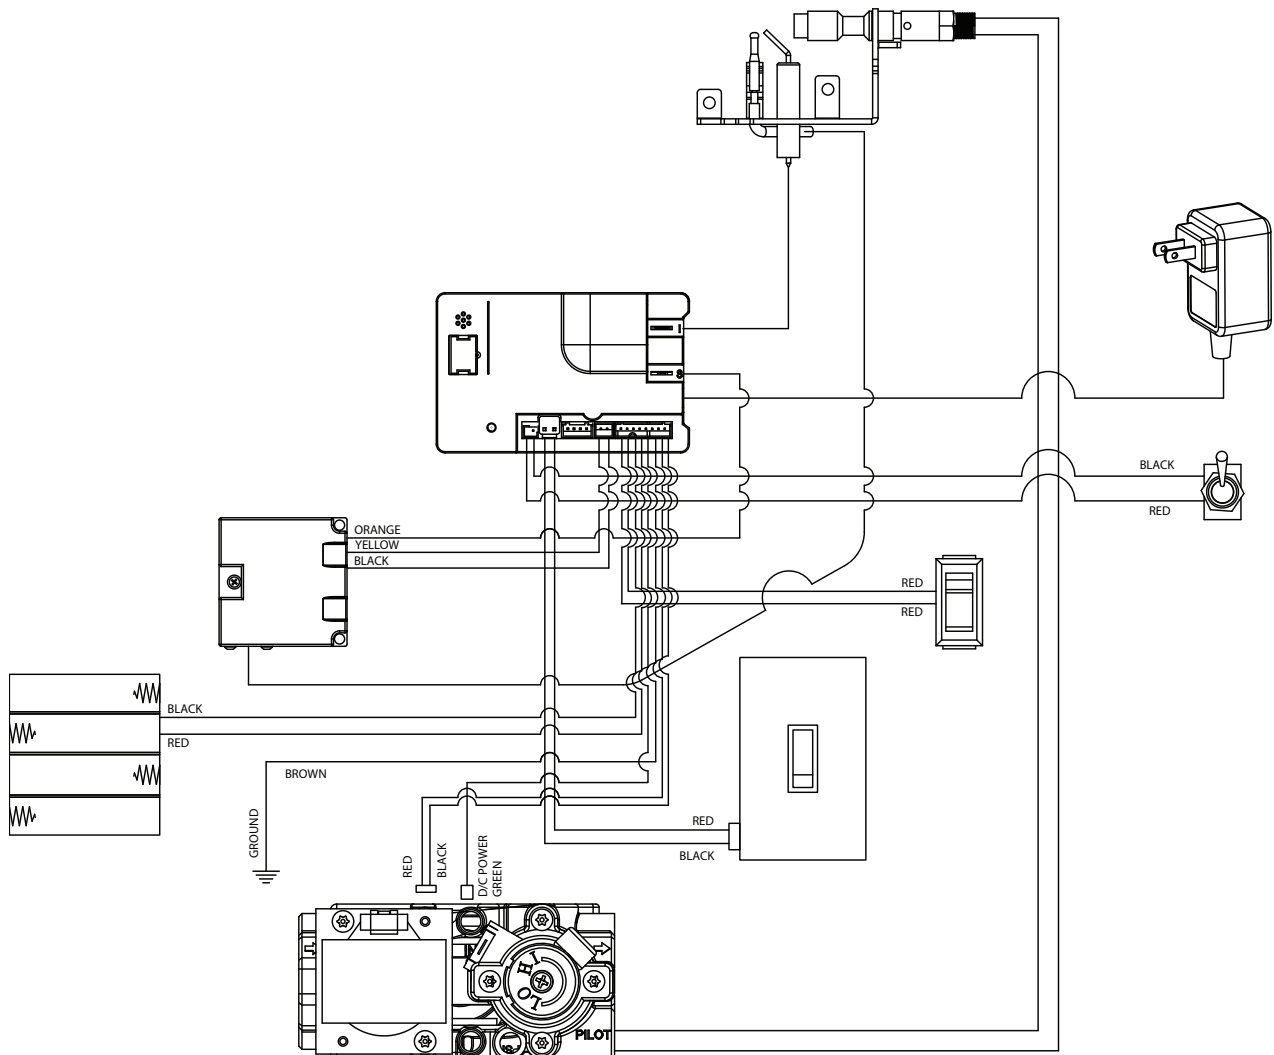 I
S
BLACK
RED
ORANGE
YELLOW
BLACK
RED
RED
BLACK
RED
BROWN
GROUND
RED
BLACK
D/C POWER
GREEN
RED
BLACK
HI
LO
PILOT